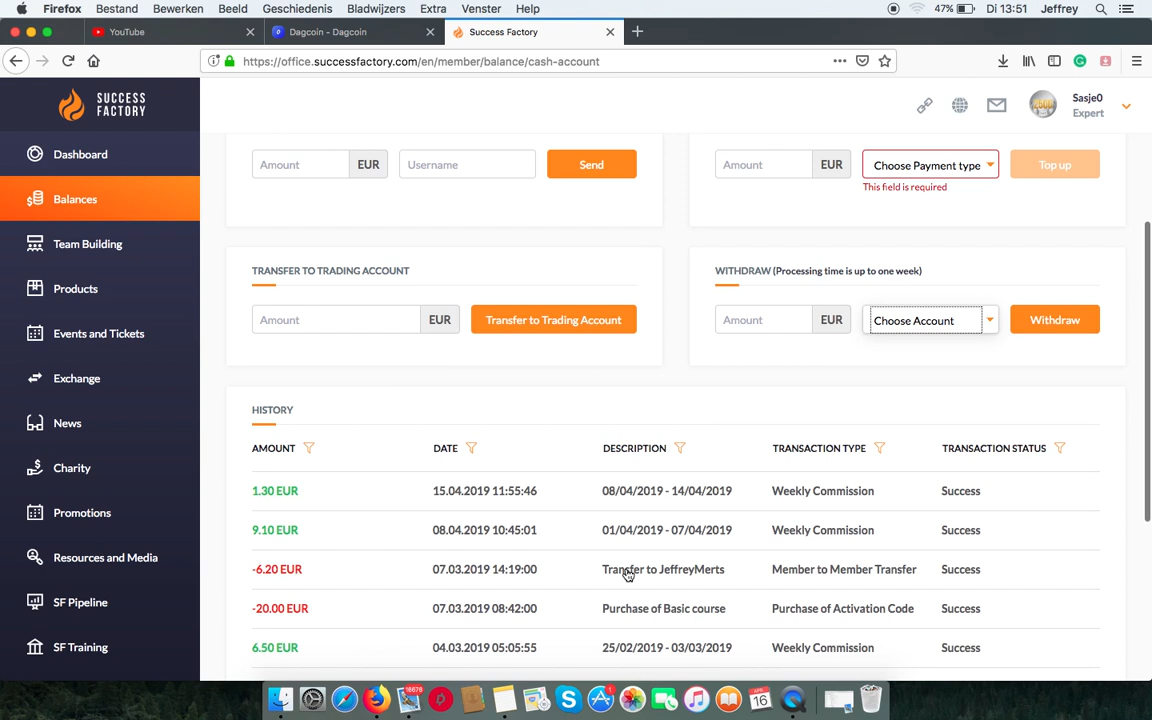 Firefox Bestand Bewerken Beeld Geschiedenis Bladwijzers Extra Venster Help 47% Di 13:51 Jeffrey
YouTube Dagcoin - Dagcoin Success Factory
https://office.successfactory.com/en/member/balance/cash-account
SUCCESS
FACTORY
Sasje0
Expert
Dashboard
Balances
Team Building
Products
Events and Tickets
Exchange
News
Charity
Promotions
Resources and Media
SF Pipeline
SF Training
Amount EUR Username Send
Amount EUR Choose Payment type Top up
This field is required
TRANSFER TO TRADING ACCOUNT
Amount EUR Transfer to Trading Account
WITHDRAW (Processing time is up to one week)
Amount EUR Choose Account Withdraw
HISTORY
AMOUNT DATE DESCRIPTION TRANSACTION TYPE TRANSACTION STATUS
1.30 EUR 15.04.2019 11:55:46 08/04/2019 - 14/04/2019 Weekly Commission Success
9.10 EUR 08.04.2019 10:45:01 01/04/2019 - 07/04/2019 Weekly Commission Success
-6.20 EUR 07.03.2019 14:19:00 Transfer to JeffreyMerts Member to Member Transfer Success
-20.00 EUR 07.03.2019 08:42:00 Purchase of Basic course Purchase of Activation Code Success
6.50 EUR 04.03.2019 05:05:55 25/02/2019 - 03/03/2019 Weekly Commission Success
16678
16